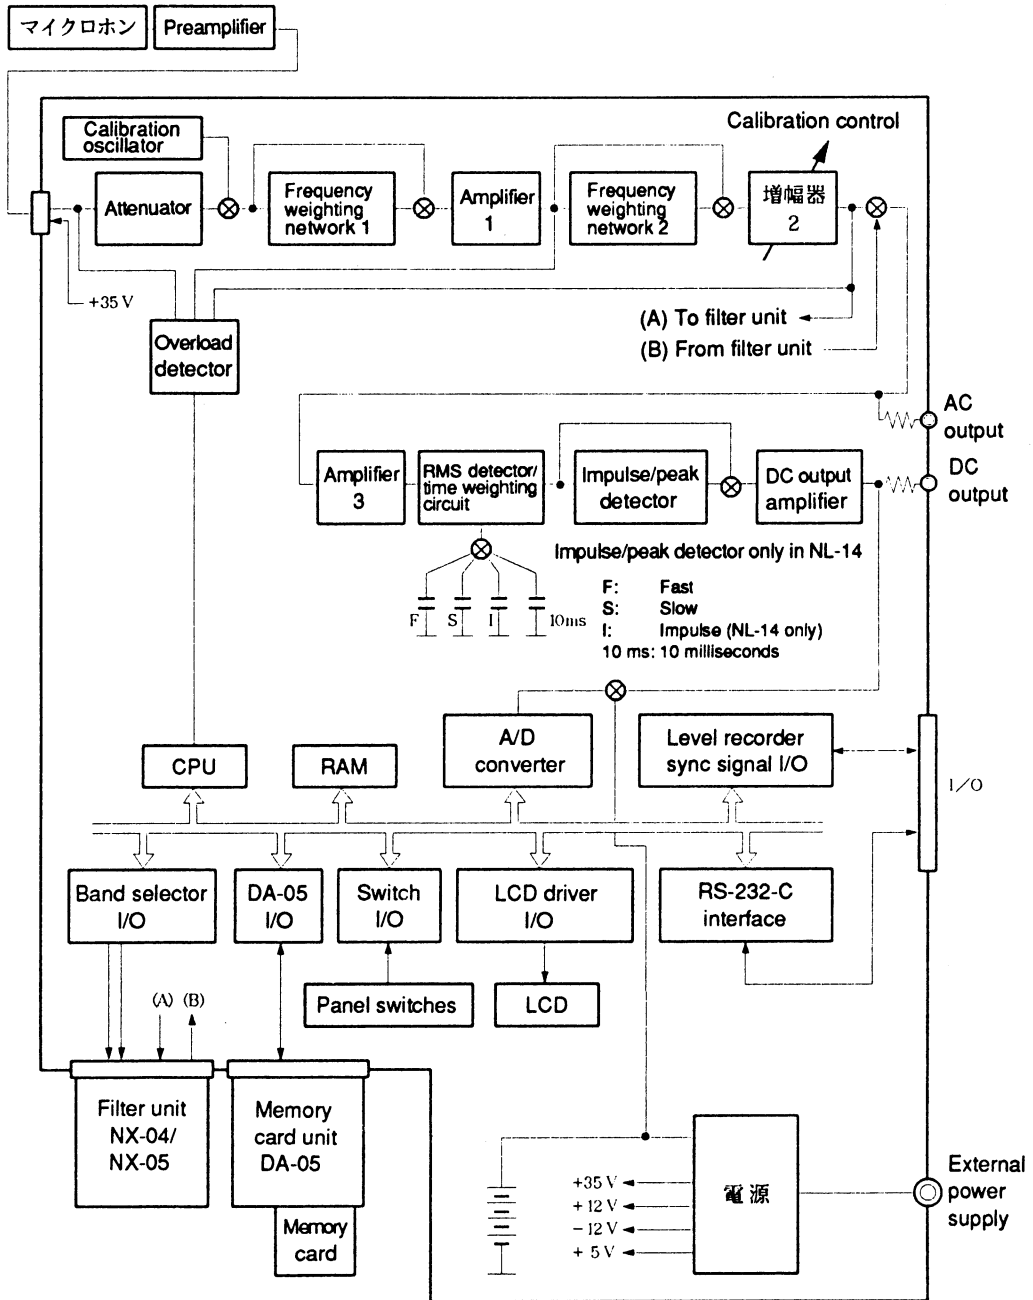 マイクロホン
Preamplifier
Calibration
oscillator
Calibration control
Attenuator
Frequency
weighting
network 1
Amplifier
1
Frequency
weighting
network 2
増幅器
2
+35 V
(A) To filter unit
(B) From filter unit
Overload
detector
AC
output
Amplifier
3
RMS detector/
time weighting
circuit
Impulse/peak
detector
DC output
amplifier
DC
output
Impulse/peak detector only in NL-14
F
S
I
10ms
F: Fast
S: Slow
I: Impulse (NL-14 only)
10 ms: 10 milliseconds
CPU
RAM
A/D
converter
Level recorder
sync signal I/O
I/O
Band selector
I/O
DA-05
I/O
Switch
I/O
LCD driver
I/O
RS-232-C
interface
(A) (B)
Panel switches
LCD
Filter unit
NX-04/
NX-05
Memory
card unit
DA-05
Memory
card
+35 V
+12 V
-12 V
+ 5 V
電源
External
power
supply